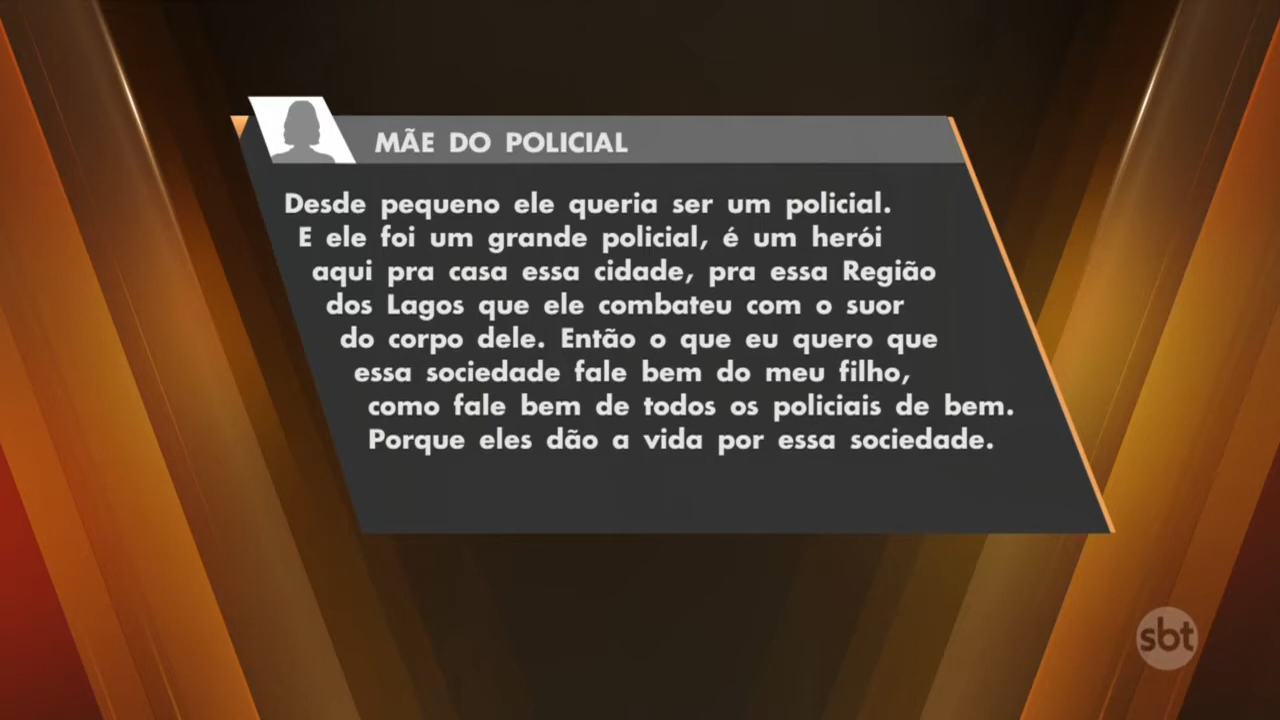 MÃE DO POLICIAL
Desde pequeno ele queria ser um policial.
E ele foi um grande policial, é um herói
aqui pra casa essa cidade, pra essa Região
dos Lagos que ele combateu com o suor
do corpo dele. Então o que eu quero que
essa sociedade fale bem do meu filho,
como fale bem de todos os policiais de bem.
Porque eles dão a vida por essa sociedade.
sbt